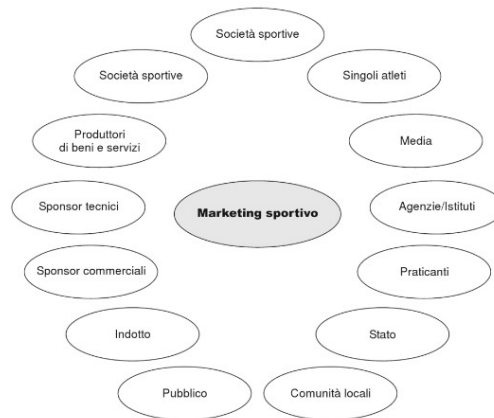 Società sportive
Società sportive
Singoli atleti
Produttori
di beni e servizi
Media
Sponsor tecnici
Marketing sportivo
Agenzie/Istituti
Sponsor commerciali
Praticanti
Indotto
Stato
Pubblico
Comunità locali